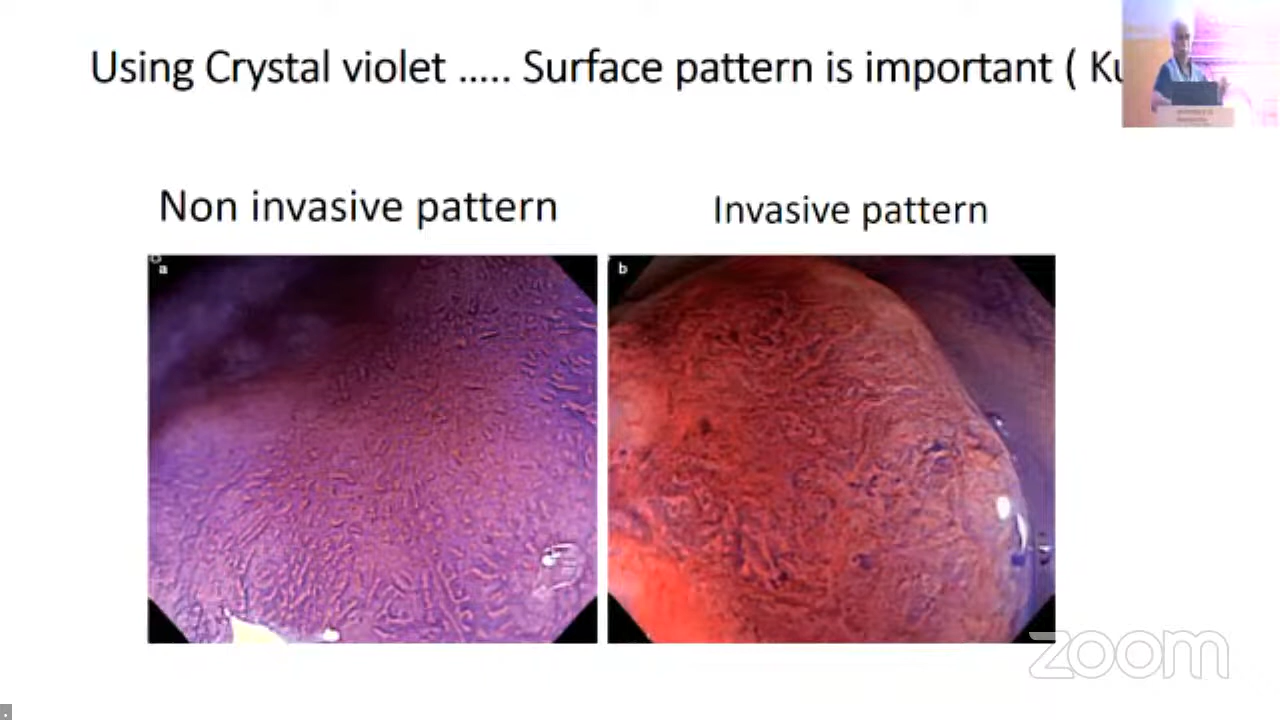 Using Crystal violet ..... Surface pattern is important ( Ku
Non invasive pattern
Invasive pattern
a
b
zoom